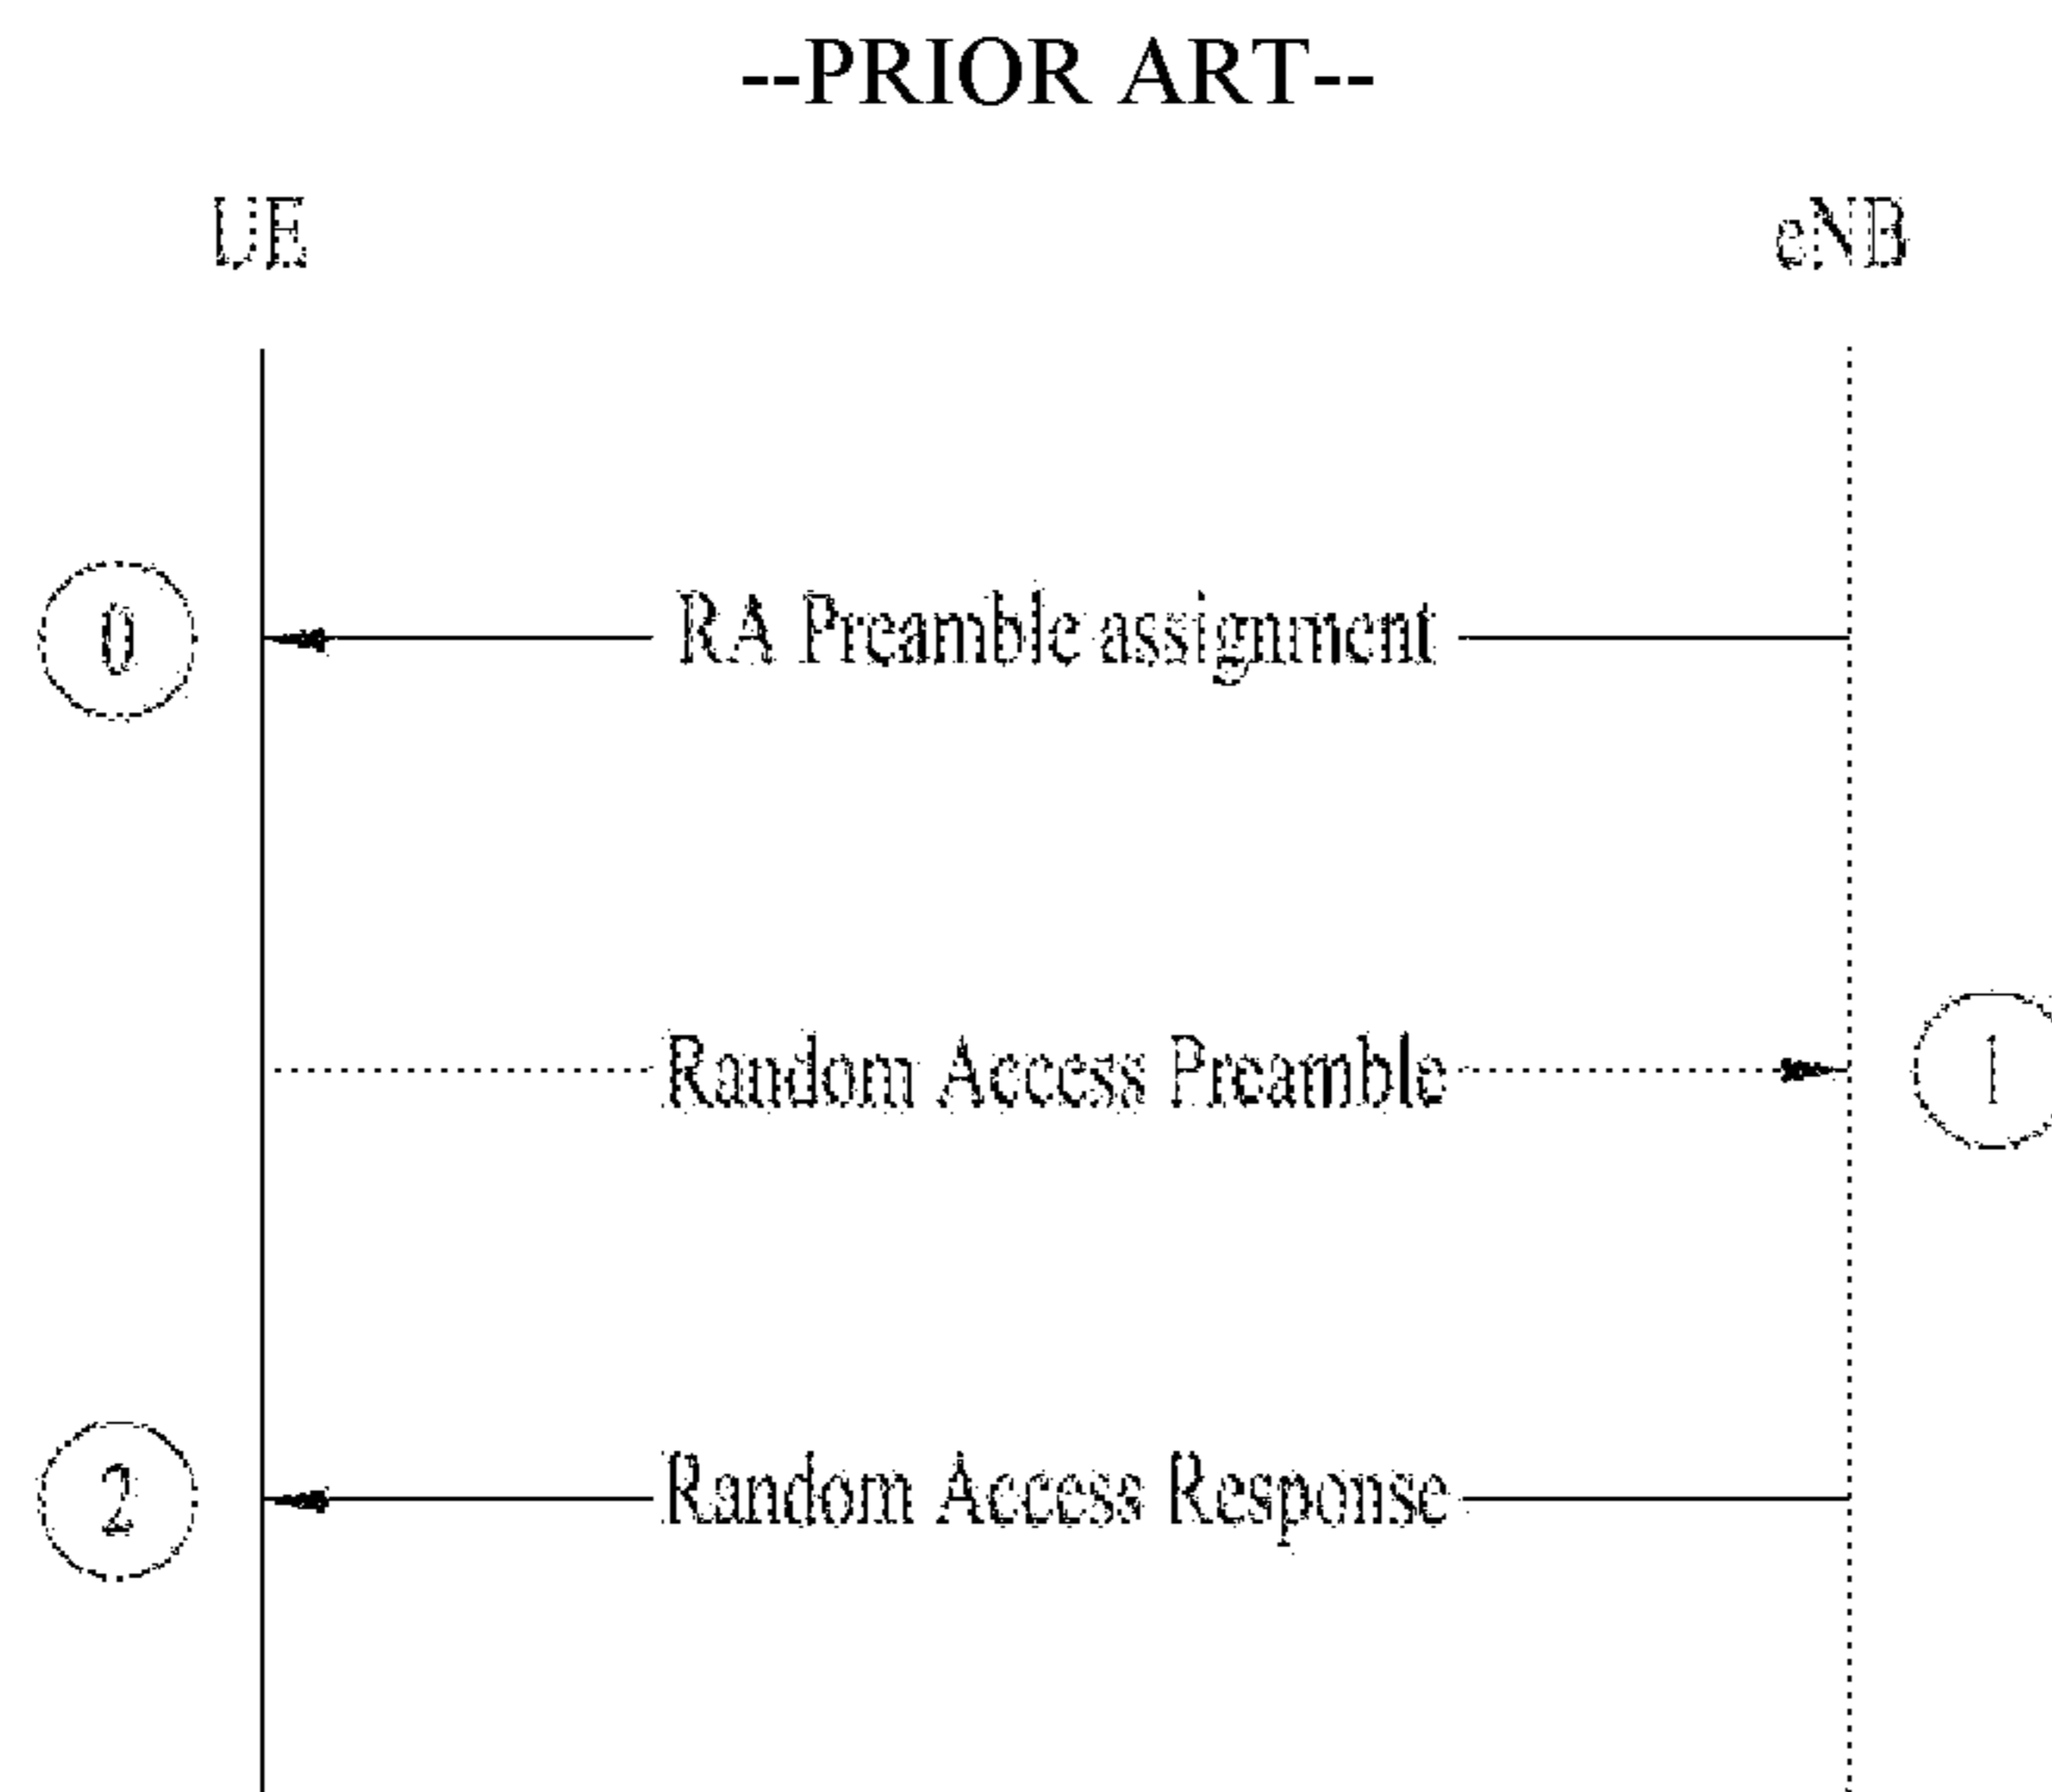 --PRIOR ART--
UE eNB
0 RA Preamble assignment
Random Access Preamble 1
2 Random Access Response